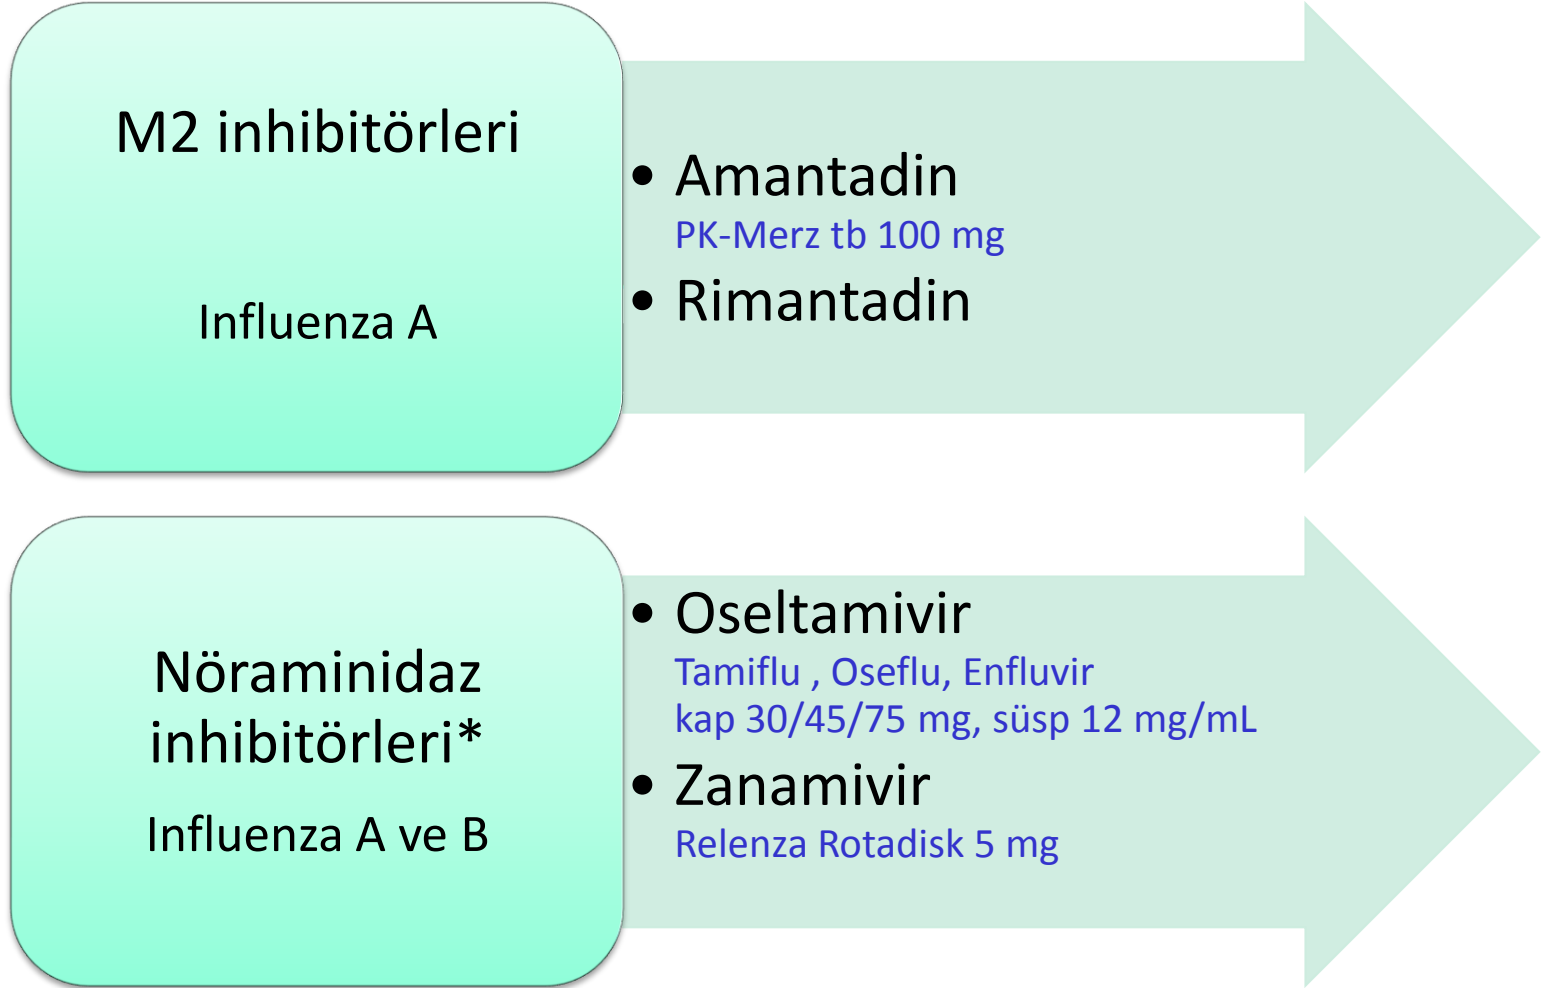 M2 inhibitörleri
Influenza A
• Amantadin
PK-Merz tb 100 mg
• Rimantadin
Nöraminidaz
inhibitörleri*
Influenza A ve B
• Oseltamivir
Tamiflu , Oseflu, Enfluvir
kap 30/45/75 mg, süsp 12 mg/mL
• Zanamivir
Relenza Rotadisk 5 mg